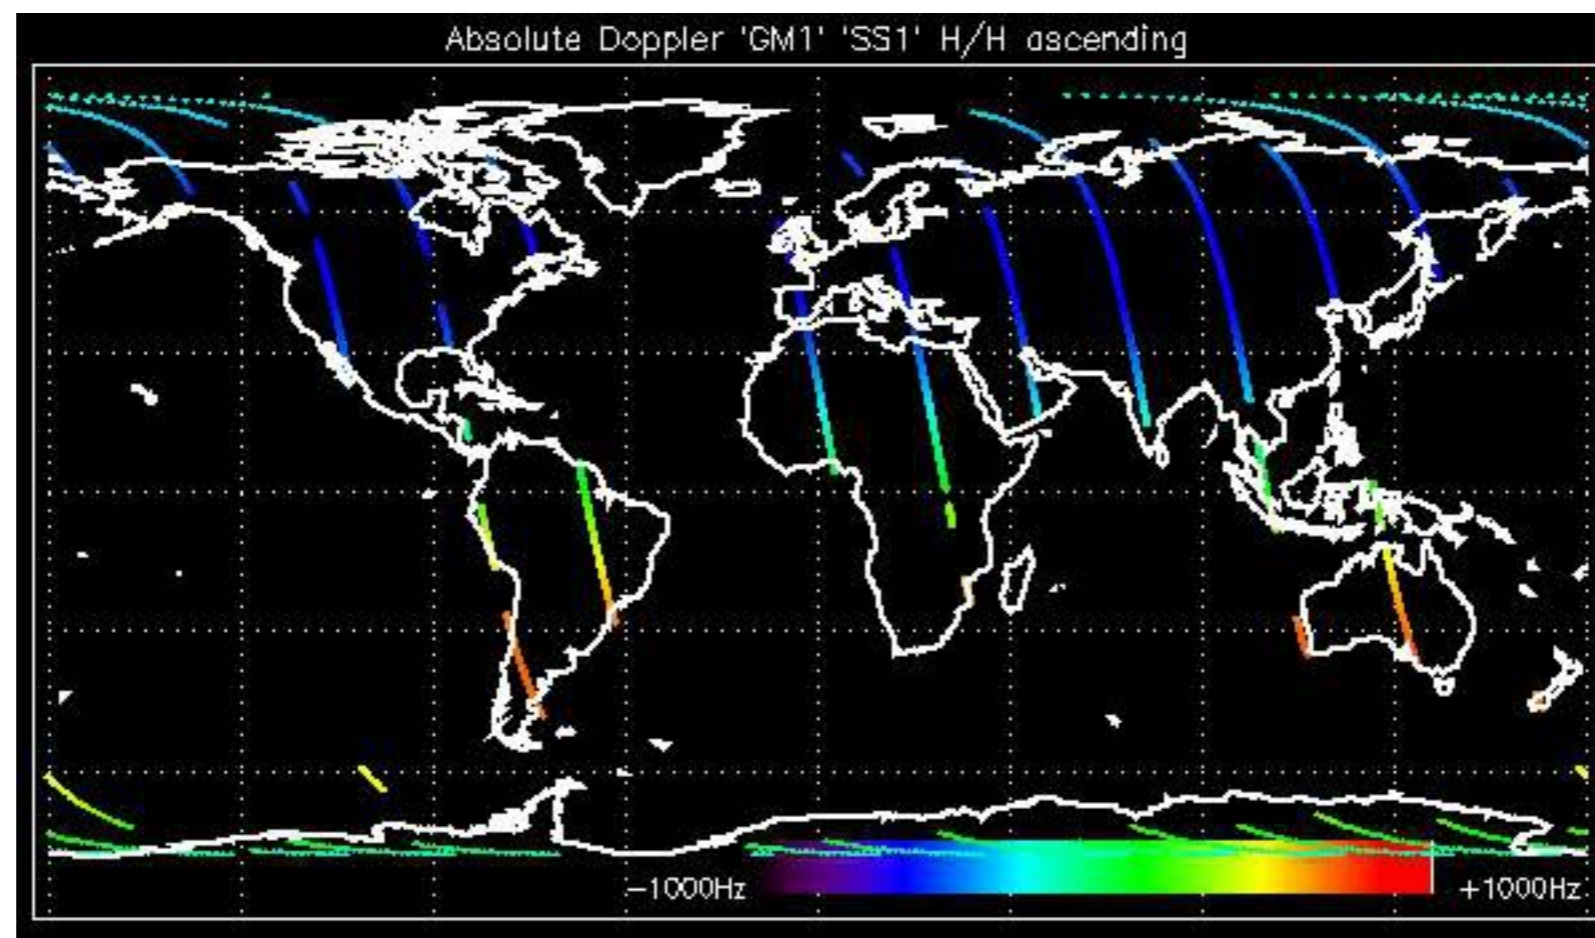 Absolute Doppler 'GM1' 'SS1' H/H ascending
-1000Hz
+1000Hz